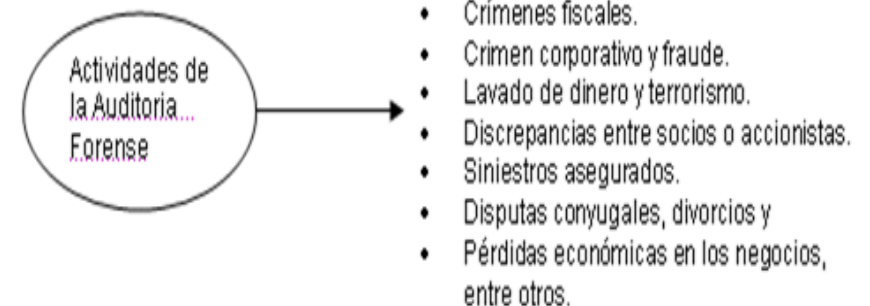 Actividades de
la Auditoria
Forense
• Crímenes fiscales.
• Crimen corporativo y fraude.
• Lavado de dinero y terrorismo.
• Discrepancias entre socios o accionistas.
• Siniestros asegurados.
• Disputas conyugales, divorcios y
• Pérdidas económicas en los negocios,
entre otros.